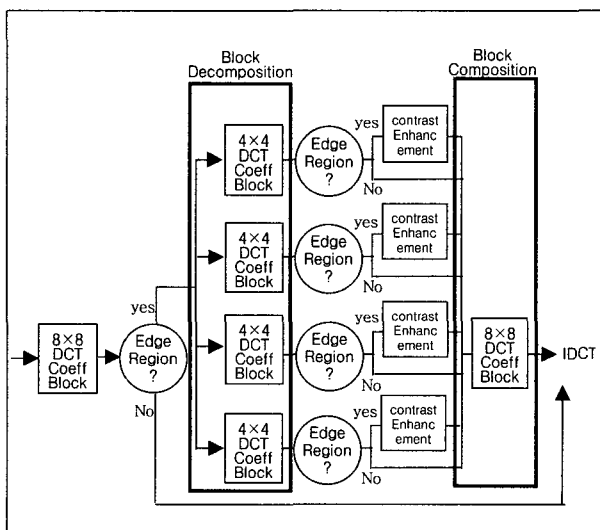 Block
Decomposition
Block
Composition
4×4
DCT
Coeff
Block
Edge
Region
?
yes
No
contrast
Enhanc
ement
4×4
DCT
Coeff
Block
Edge
Region
?
yes
No
contrast
Enhanc
ement
8×8
DCT
Coeff
Block
Edge
Region
?
yes
No
4×4
DCT
Coeff
Block
Edge
Region
?
yes
No
contrast
Enhanc
ement
8×8
DCT
Coeff
Block
IDCT
4×4
DCT
Coeff
Block
Edge
Region
?
yes
No
contrast
Enhanc
ement